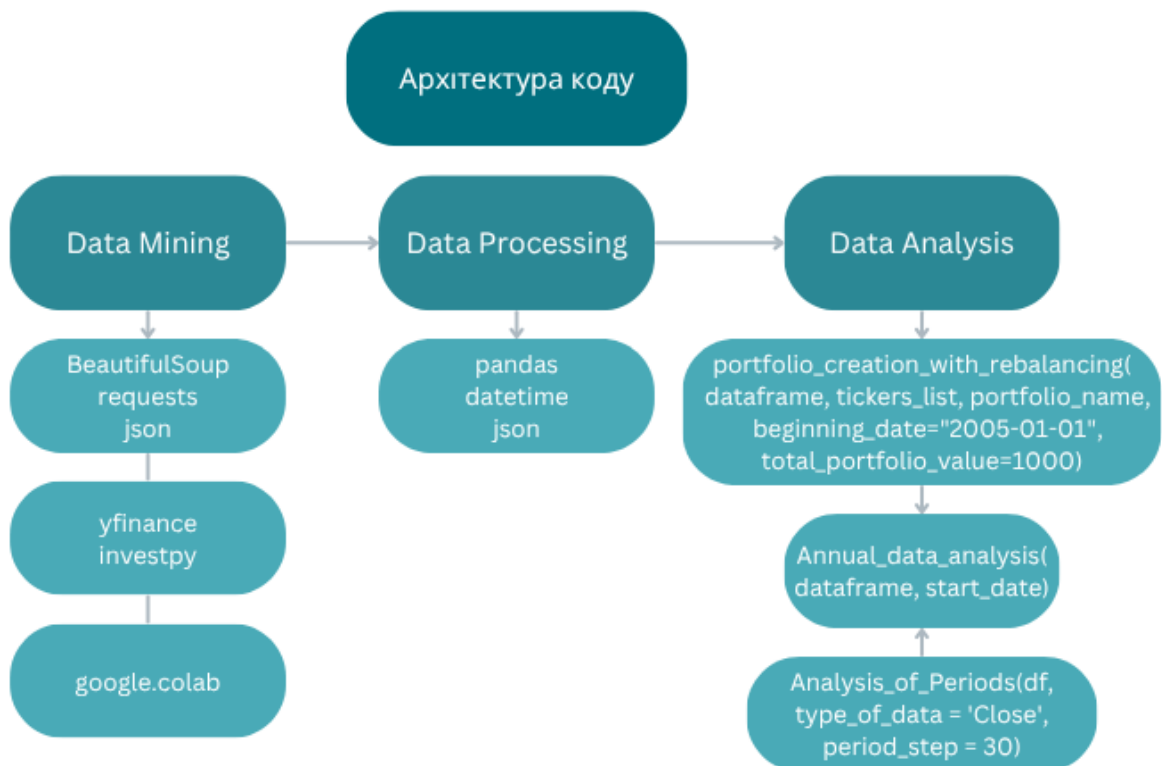 Архітектура коду
Data Mining
Data Processing
Data Analysis
BeautifulSoup
requests
json
yfinance
investpy
google.colab
pandas
datetime
json
portfolio_creation_with_rebalancing(
dataframe, tickers_list, portfolio_name,
beginning_date="2005-01-01",
total_portfolio_value=1000)
Annual_data_analysis(
dataframe, start_date)
Analysis_of_Periods(df,
type_of_data = 'Close',
period_step = 30)